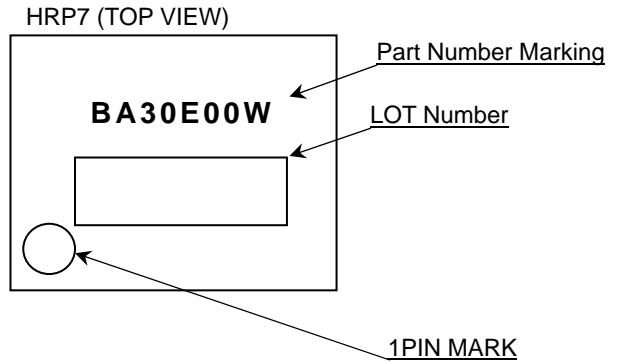 HRP7 (TOP VIEW)
Part Number Marking
BA30E00W
LOT Number
1PIN MARK